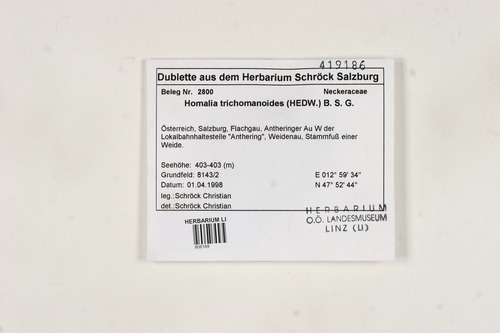 419186
Dublette aus dem Herbarium Schröck Salzburg
Beleg Nr. 2800 Neckeraceae
Homalia trichomanoides (HEDW.) B. S. G.
Österreich, Salzburg, Flachgau, Antheringer Au W der
Lokalbahnhaltestelle "Anthering", Weidenau, Stammfuß einer
Weide.
Seehöhe: 403-403 (m)
Grundfeld: 8143/2 E 012° 59' 34"
Datum: 01.04.1998 N 47° 52' 44"
leg.:Schröck Christian
det.:Schröck Christian
HERBARIUM
O.Ö. LANDESMUSEUM
LINZ (LI)
HERBARIUM LI